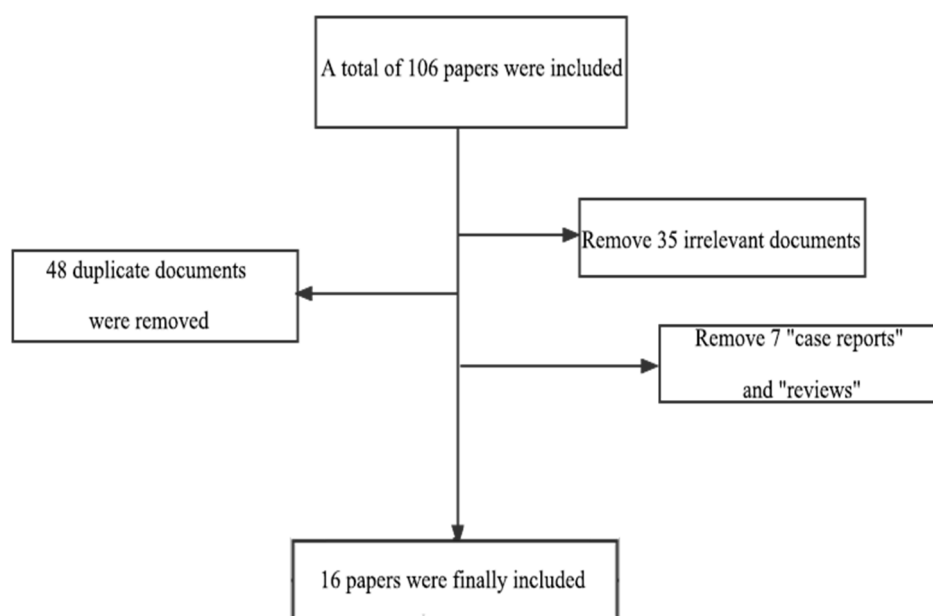 A total of 106 papers were included
Remove 35 irrelevant documents
48 duplicate documents
were removed
Remove 7 "case reports"
and "reviews"
16 papers were finally included